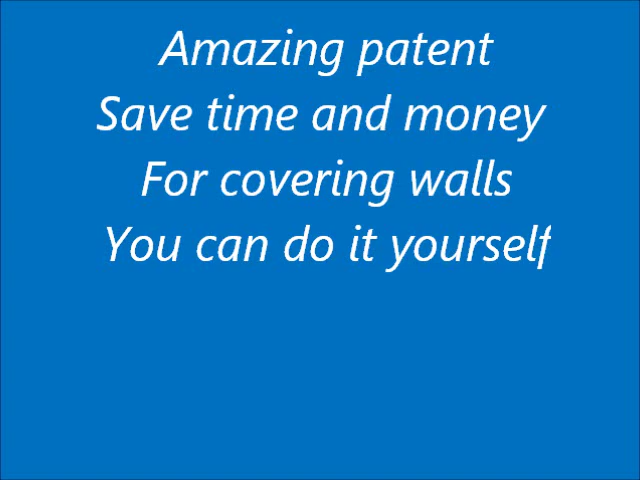 Amazing patent
Save time and money
For covering walls
You can do it yourself